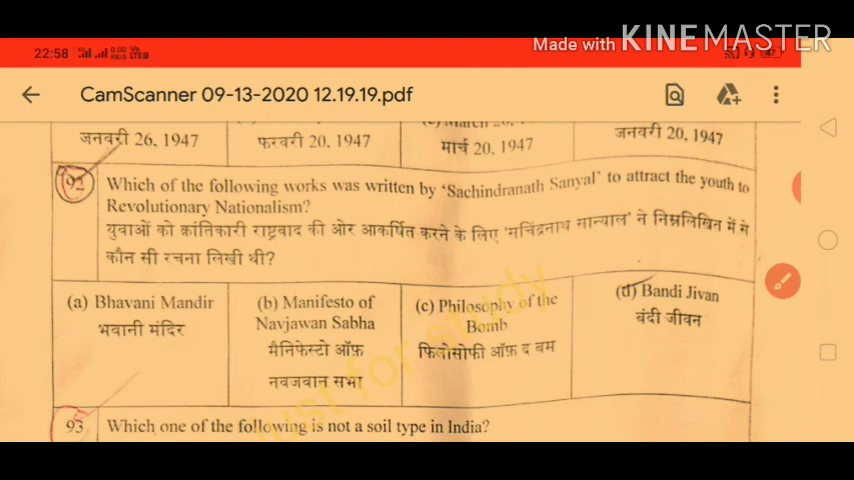 Made with KINEMASTER
22:58
CamScanner 09-13-2020 12.19.19.pdf
जनवरी 26, 1947
फरवरी 20, 1947
मार्च 20, 1947
जनवरी 20, 1947
92 Which of the following works was written by ‘Sachindranath Sanyal’ to attract the youth to
Revolutionary Nationalism?
युवाओं को क्रांतिकारी राष्ट्रवाद की ओर आकर्षित करने के लिए ‘सचिंद्रनाथ सान्याल’ ने निम्नलिखित में से
कौन सी रचना लिखी थी?
(a) Bhavani Mandir
भवानी मंदिर
(b) Manifesto of
Navjawan Sabha
मैनिफेस्टो ऑफ़
नवजवान सभा
(c) Philosophy of the
Bomb
फिलोसोफी ऑफ़ द बम
(d) Bandi Jivan
बंदी जीवन
just for study
93 Which one of the following is not a soil type in India?